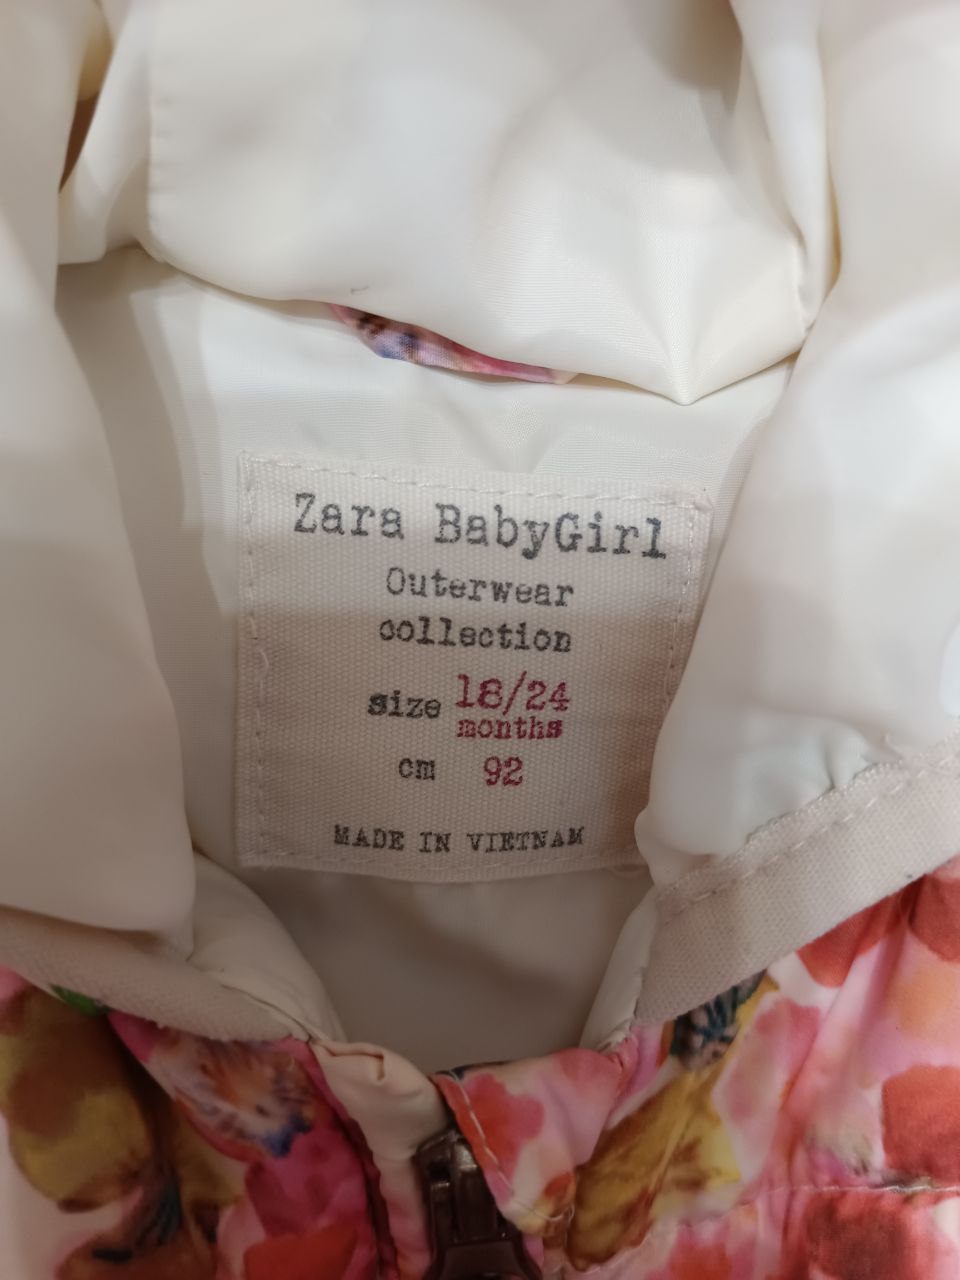 Zara BabyGirl
Outerwear
collection
size 18/24
months
cm 92
MADE IN VIETNAM